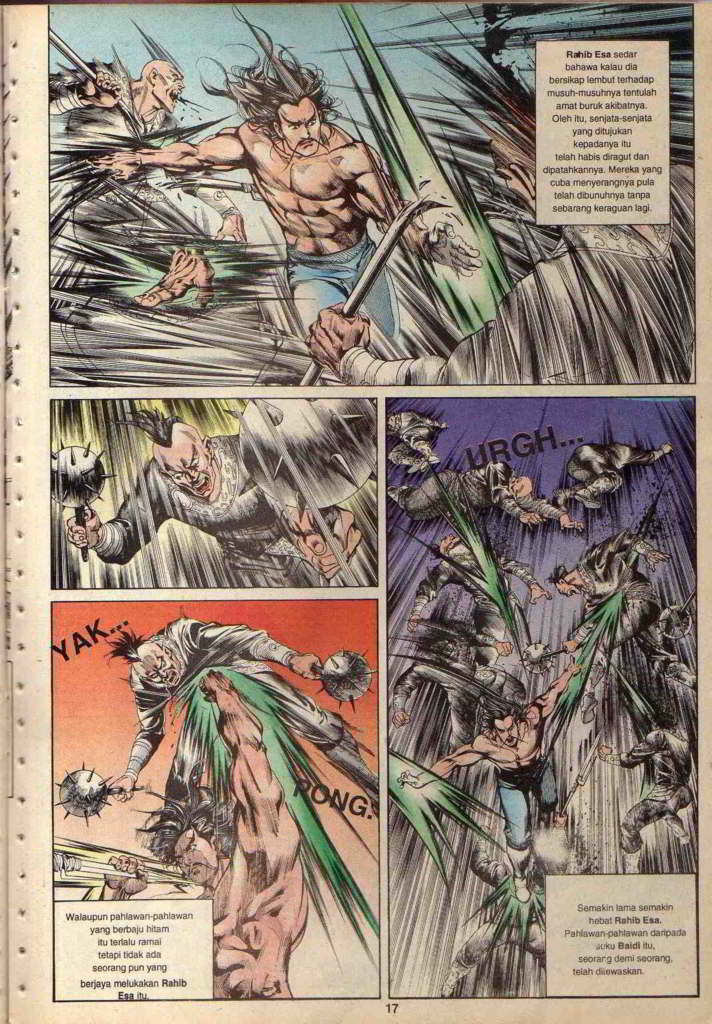 Rahib Esa sedar
bahawa kalau dia
bersikap lembut terhadap
musuh-musuhnya tentulah
amat buruk akibatnya.
Oleh itu, senjata-senjata
yang ditujukan
kepadanya itu
telah habis diragut dan
dipatahkannya. Mereka yang
cuba menyerangnya pula
telah dibunuhnya tanpa
sebarang keraguan lagi.
URGH...
YAK...
PONG.
Walaupun pahlawan-pahlawan
yang berbaju hitam
itu terlalu ramai
tetapi tidak ada
seorang pun yang
berjaya melukakan Rahib
Esa itu.
Semakin lama semakin
hebat Rahib Esa.
Pahlawan-pahlawan daripada
suku Baidi itu,
seorang demi seorang,
telah ditewaskan.
17